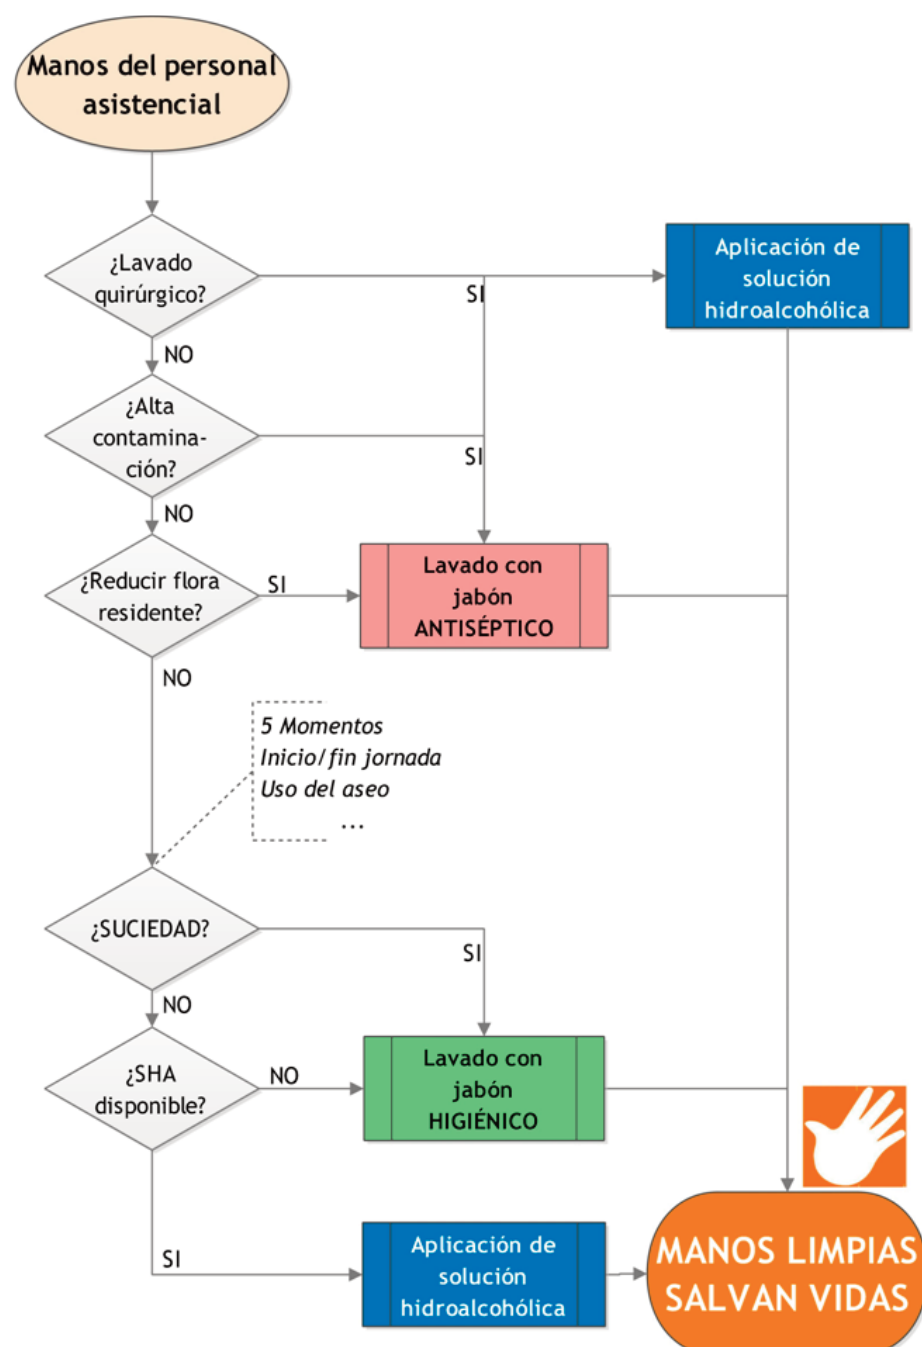 Manos del personal
asistencial
¿Lavado
quirúrgico?
SI
Aplicación de
solución
hidroalcohólica
NO
¿Alta
contamina-
ción?
SI
NO
¿Reducir flora
residente?
SI
Lavado con
jabón
ANTISÉPTICO
NO
5 Momentos
Inicio/fin jornada
Uso del aseo
...
¿SUCIEDAD?
SI
NO
¿SHA
disponible?
NO
Lavado con
jabón
HIGIÉNICO
SI
Aplicación de
solución
hidroalcohólica
MANOS LIMPIAS
SALVAN VIDAS